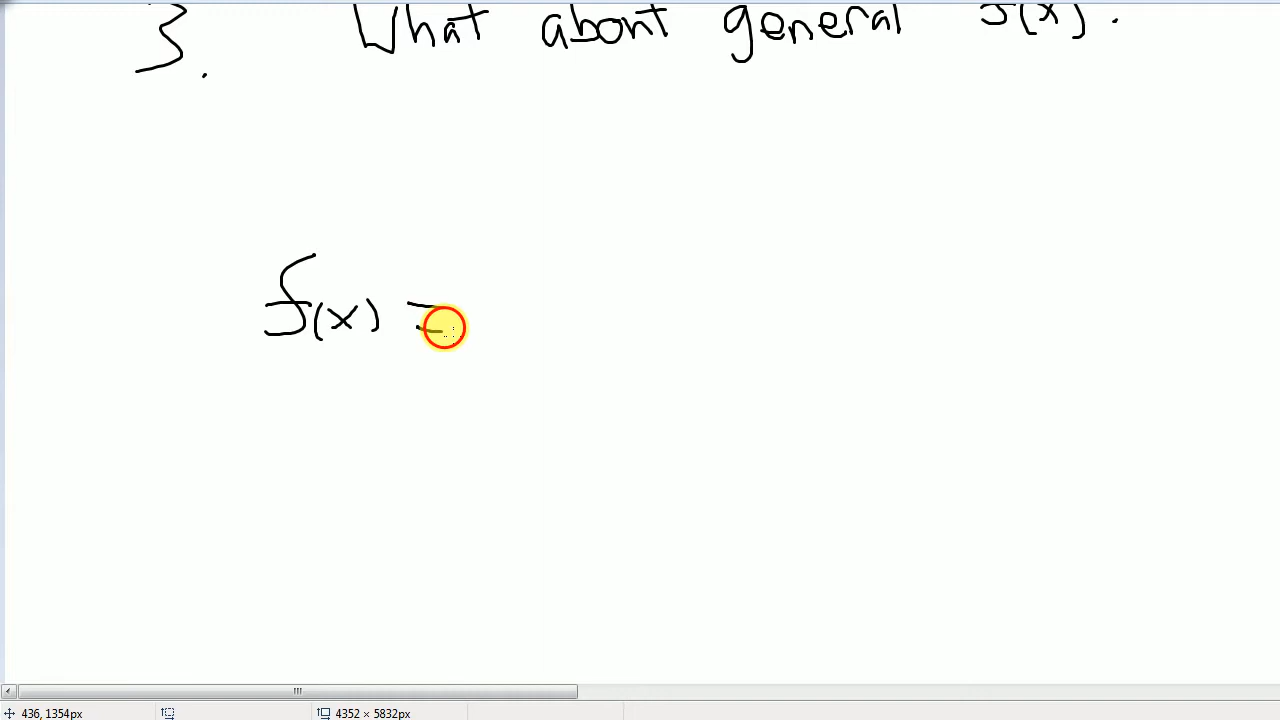 3. What about general f(x).
f(x) =
436, 1354px 4352 × 5832px